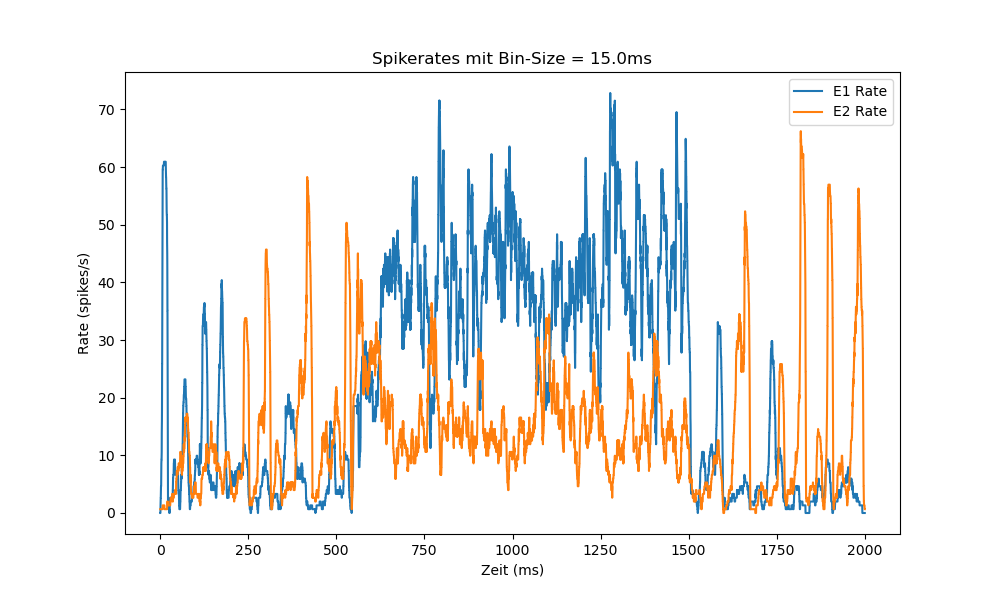 Spikerates mit Bin-Size = 15.0ms
E1 Rate
E2 Rate
Rate (spikes/s)
70
60
50
40
30
20
10
0
0 250 500 750 1000 1250 1500 1750 2000
Zeit (ms)